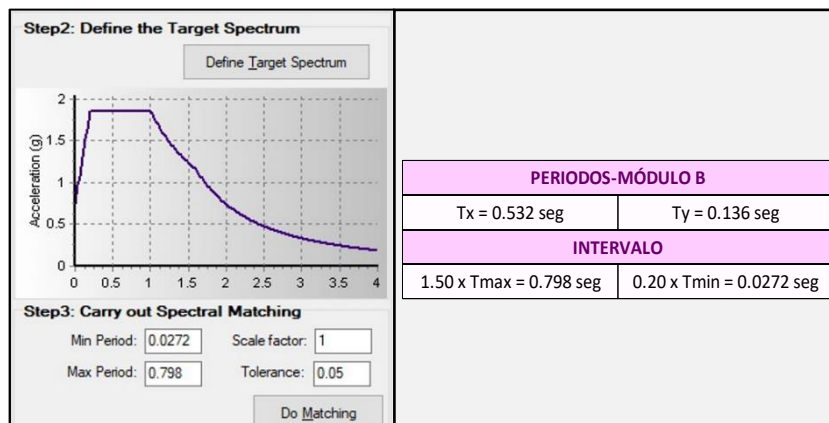 Step2: Define the Target Spectrum
Define Target Spectrum
Acceleration (g)
2
1.5
1
0.5
0
0 0.5 1 1.5 2 2.5 3 3.5 4
Step3: Carry out Spectral Matching
Min Period: 0.0272 Scale factor: 1
Max Period: 0.798 Tolerance: 0.05
Do Matching
PERIODOS-MÓDULO B
Tx = 0.532 seg Ty = 0.136 seg
INTERVALO
1.50 x Tmax = 0.798 seg 0.20 x Tmin = 0.0272 seg